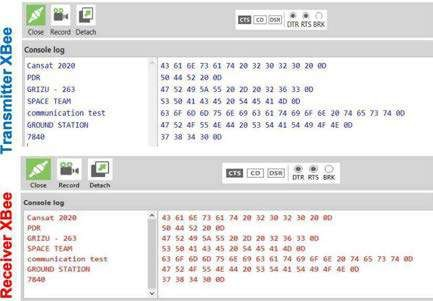 Transmitter XBee
Close Record Detach
CTS CD DSR DTR RTS BRK
Console log
Cansat 2020 43 61 6E 73 61 74 20 32 30 32 30 20 0D
PDR 50 44 52 20 0D
GRIZU - 263 47 52 49 5A 55 20 2D 20 32 36 33 0D
SPACE TEAM 53 50 41 43 45 20 54 45 41 4D 0D
communication test 63 6F 6D 6D 75 6E 69 63 61 74 69 6F 6E 20 74 65 73 74 0D
GROUND STATION 47 52 4F 55 4E 44 20 53 54 41 54 49 4F 4E 0D
7840 37 38 34 30 0D
Receiver XBee
Close Record Detach
CTS CD DSR DTR RTS BRK
Console log
Cansat 2020 43 61 6E 73 61 74 20 32 30 32 30 20 0D
PDR 50 44 52 20 0D
GRIZU - 263 47 52 49 5A 55 20 2D 20 32 36 33 0D
SPACE TEAM 53 50 41 43 45 20 54 45 41 4D 0D
communication test 63 6F 6D 6D 75 6E 69 63 61 74 69 6F 6E 20 74 65 73 74 0D
GROUND STATION 47 52 4F 55 4E 44 20 53 54 41 54 49 4F 4E 0D
7840 37 38 34 30 0D